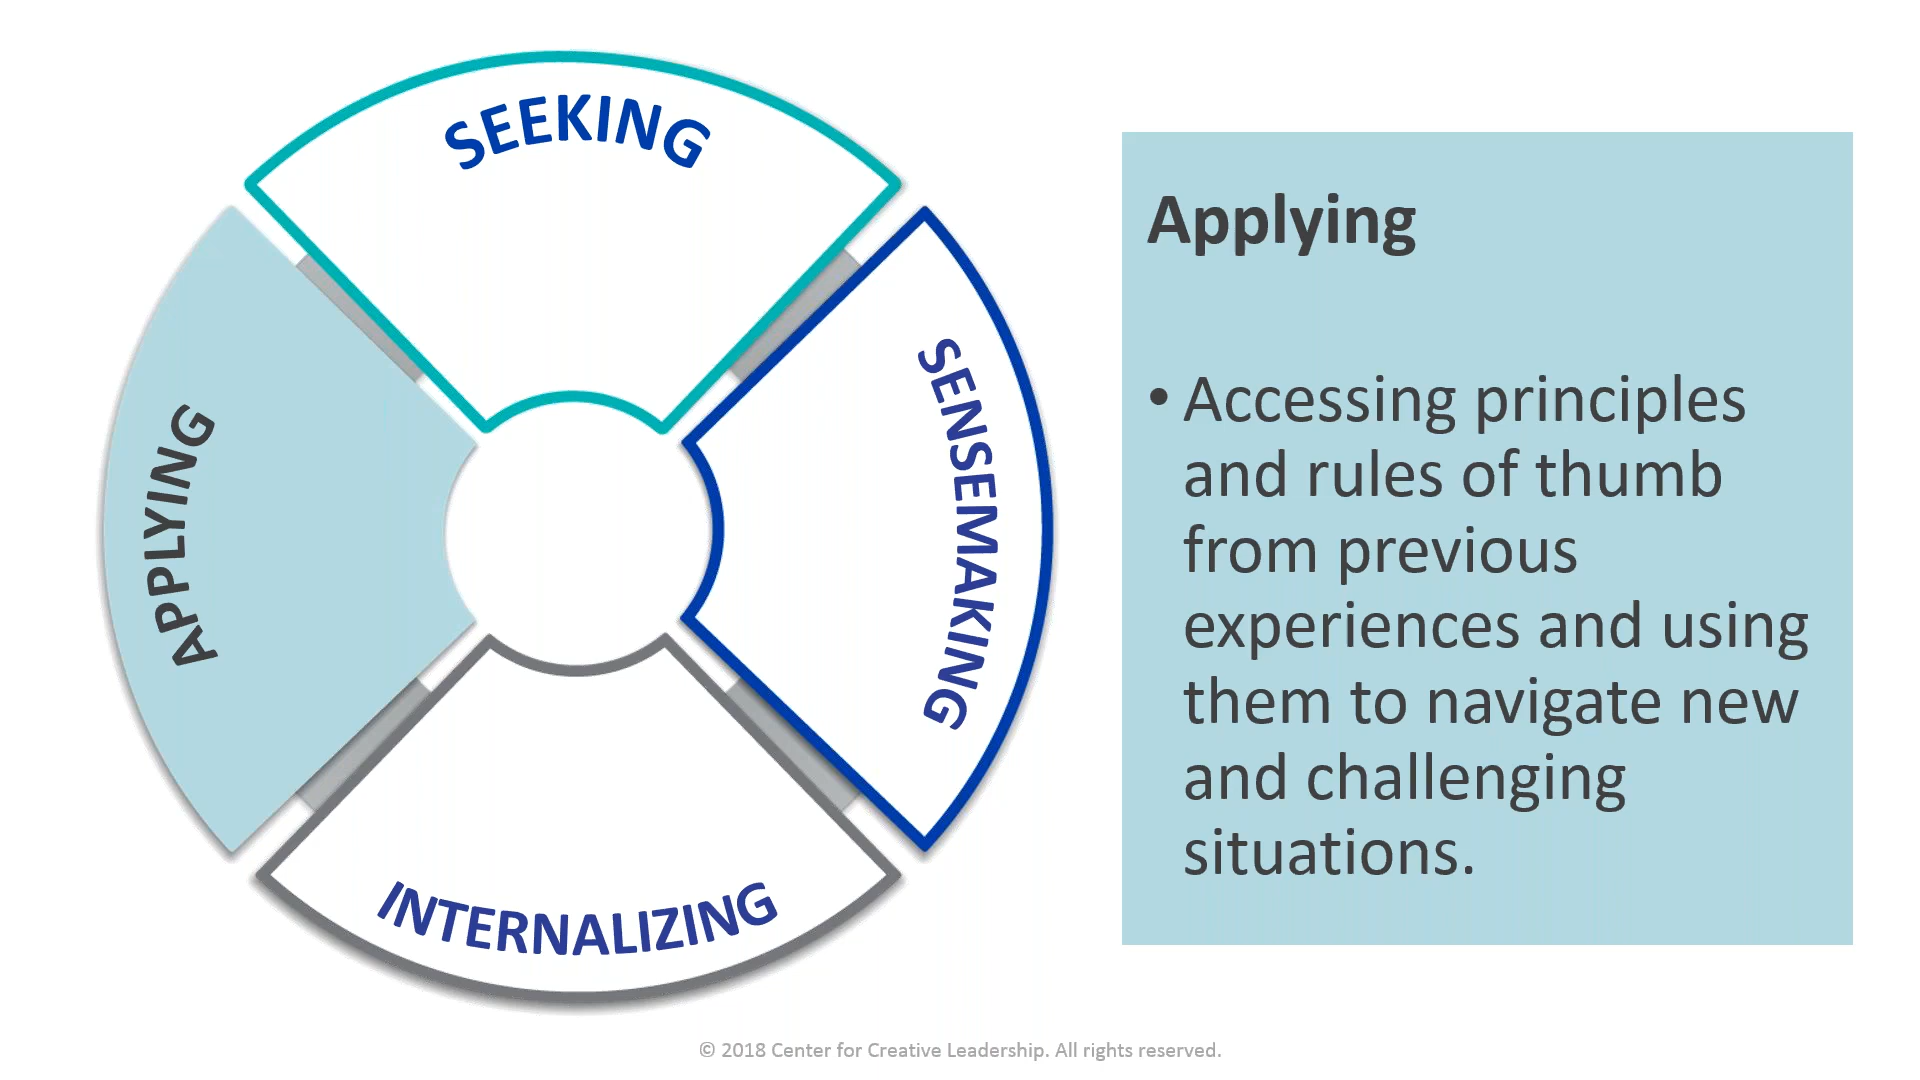 SEEKING
SENSEMAKING
INTERNALIZING
APPLYING
Applying
• Accessing principles
and rules of thumb
from previous
experiences and using
them to navigate new
and challenging
situations.
© 2018 Center for Creative Leadership. All rights reserved.